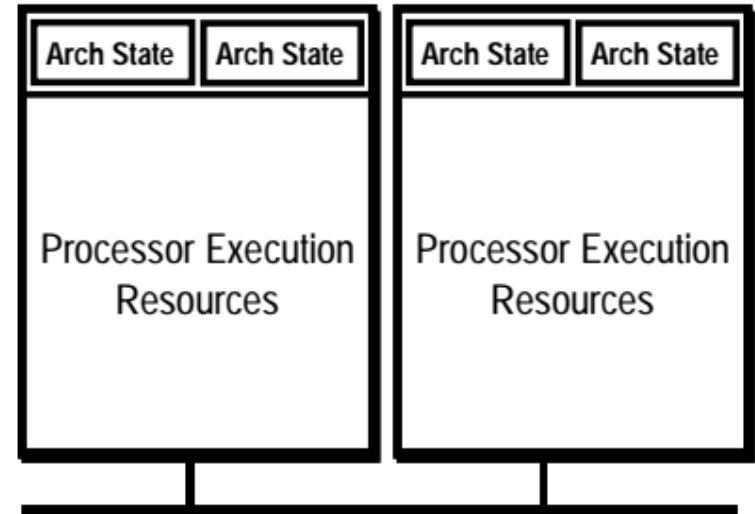 Arch State Arch State Arch State Arch State
Processor Execution
Resources
Processor Execution
Resources